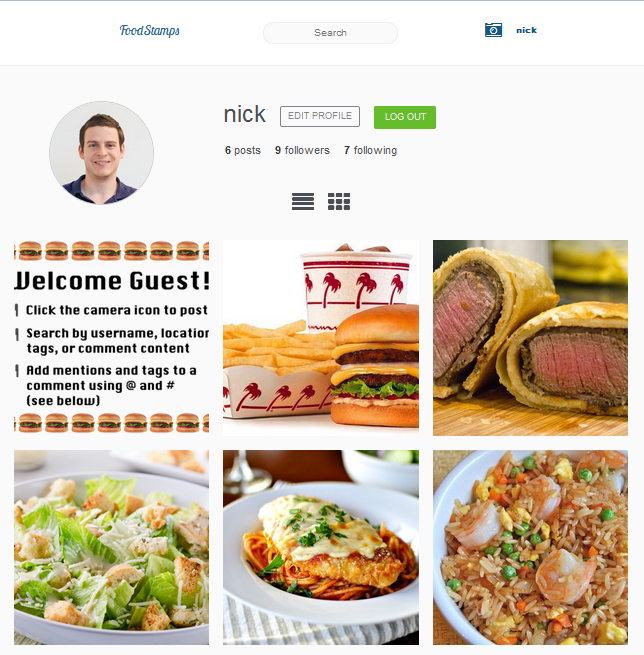 FoodStamps
Search
nick
nick
EDIT PROFILE
LOG OUT
6 posts 9 followers 7 following
Welcome Guest!
Click the camera icon to post
Search by username, location
tags, or comment content
Add mentions and tags to a
comment using @ and #
(see below)